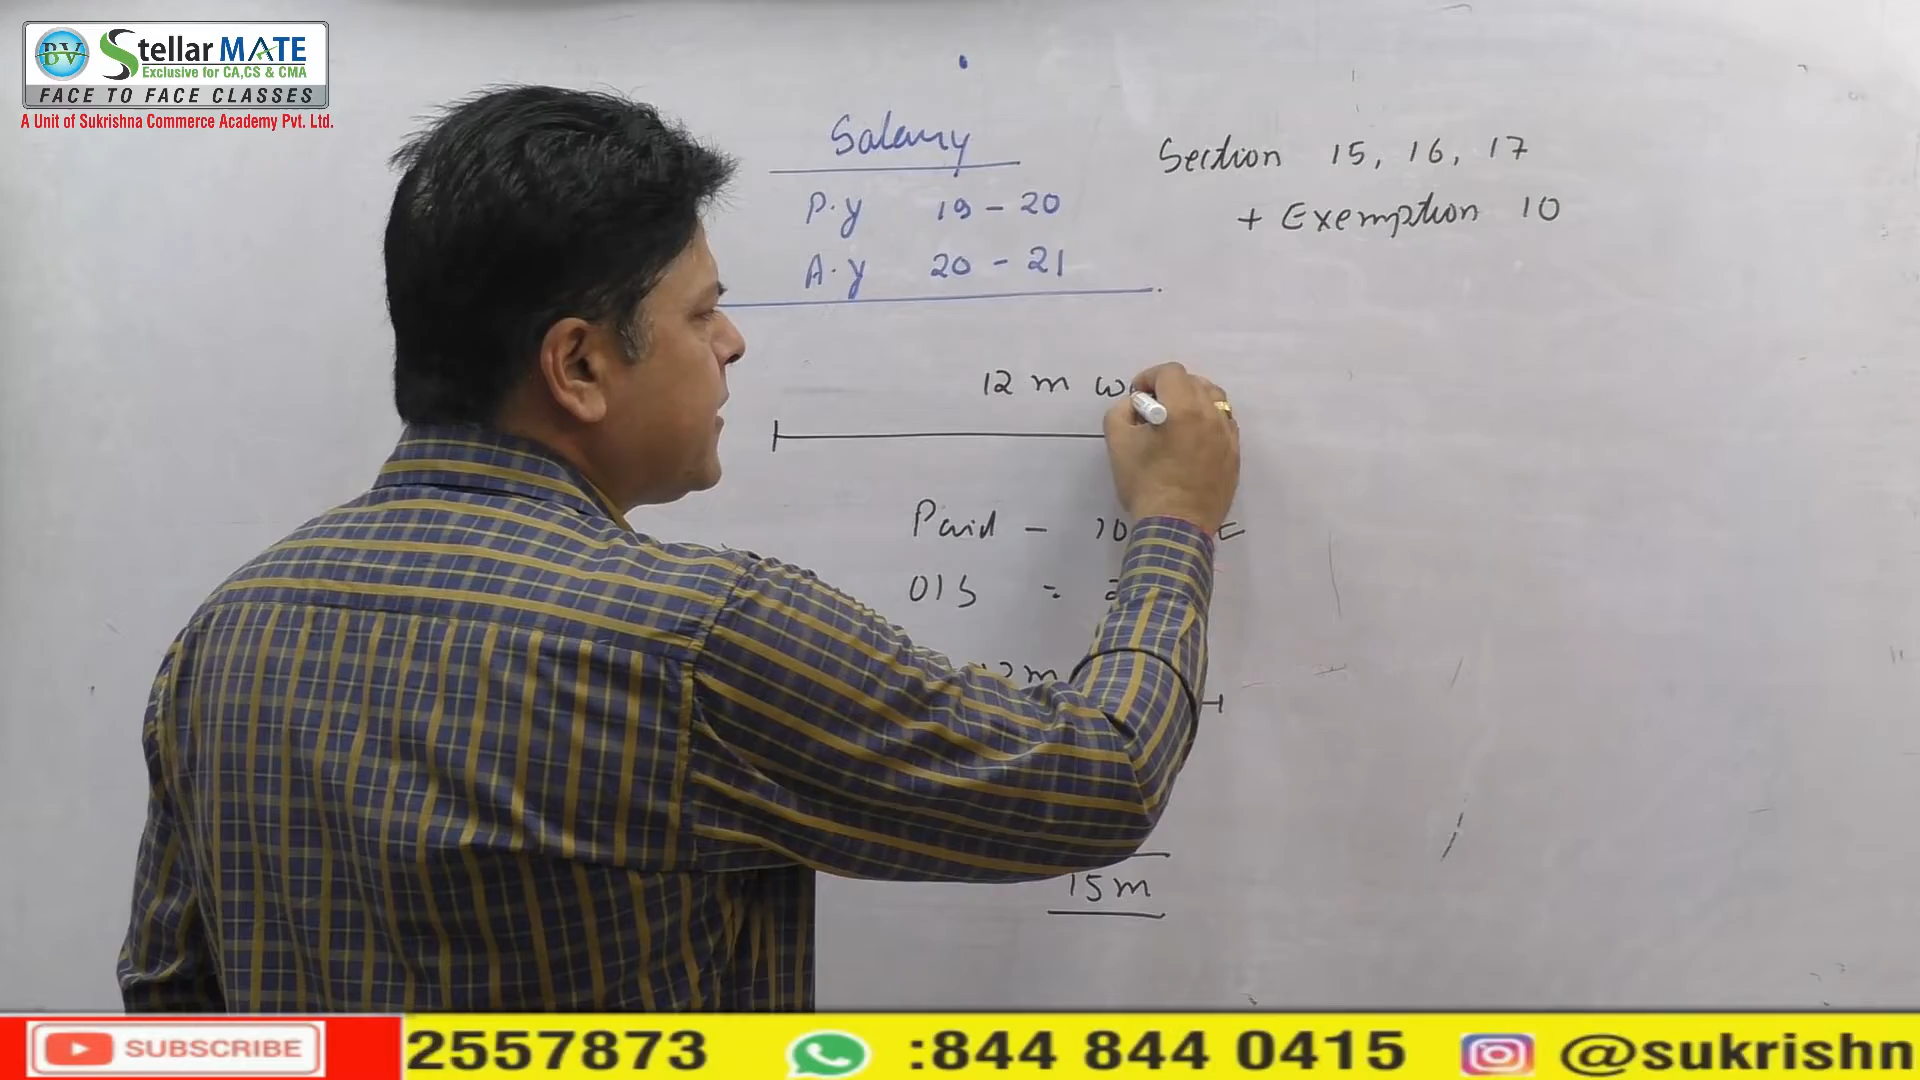 BV Stellar MATE
Exclusive for CA,CS & CMA
FACE TO FACE CLASSES
A Unit of Sukrishna Commerce Academy Pvt. Ltd.
Salary
P.y 19 - 20
A.y 20 - 21
Section 15, 16, 17
+ Exemption 10
12 m
Paid - 10
O/S =
12m
15m
SUBSCRIBE
2557873 :844 844 0415 @sukrishn